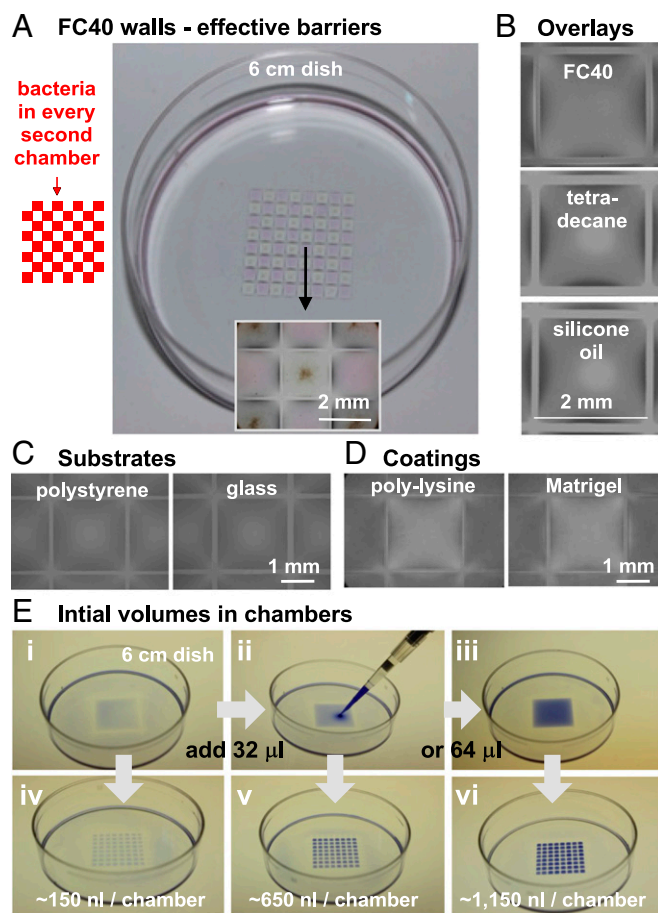 A FC40 walls - effective barriers
6 cm dish
bacteria
in every
second
chamber
2 mm
B Overlays
FC40
tetra-
decane
silicone
oil
2 mm
C Substrates
polystyrene
glass
1 mm
D Coatings
poly-lysine
Matrigel
1 mm
E Intial volumes in chambers
i
6 cm dish
ii
iii
add 32 µl
or 64 µl
iv
~150 nl / chamber
v
~650 nl / chamber
vi
~1,150 nl / chamber